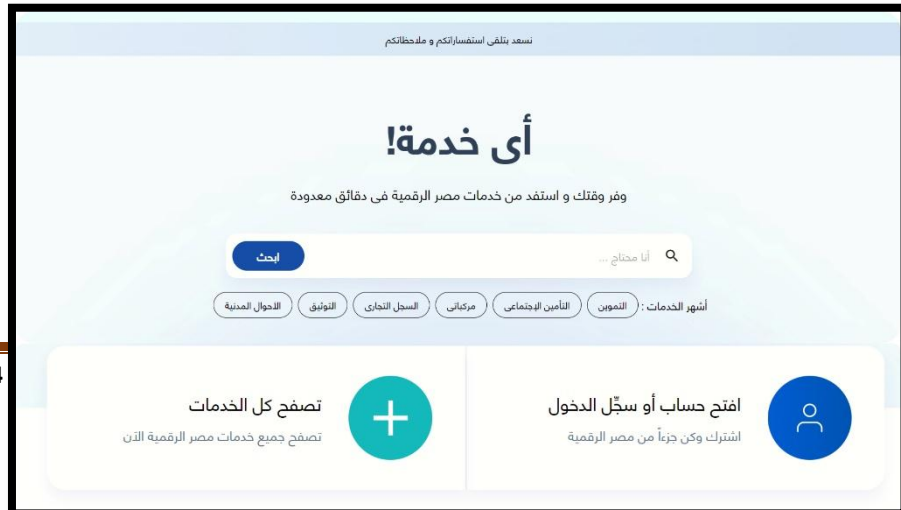 نسعد بتلقى استفساراتكم و ملاحظاتكم
أى خدمة!
وفر وقتك و استفد من خدمات مصر الرقمية فى دقائق معدودة
أنا محتاج ... ابحث
أشهر الخدمات : التموين التأمين الإجتماعى مركباتى السجل التجارى التوثيق الاحوال المدنية
افتح حساب أو سجِّل الدخول
اشترك وكن جزءاً من مصر الرقمية
تصفح كل الخدمات
تصفح جميع خدمات مصر الرقمية الآن